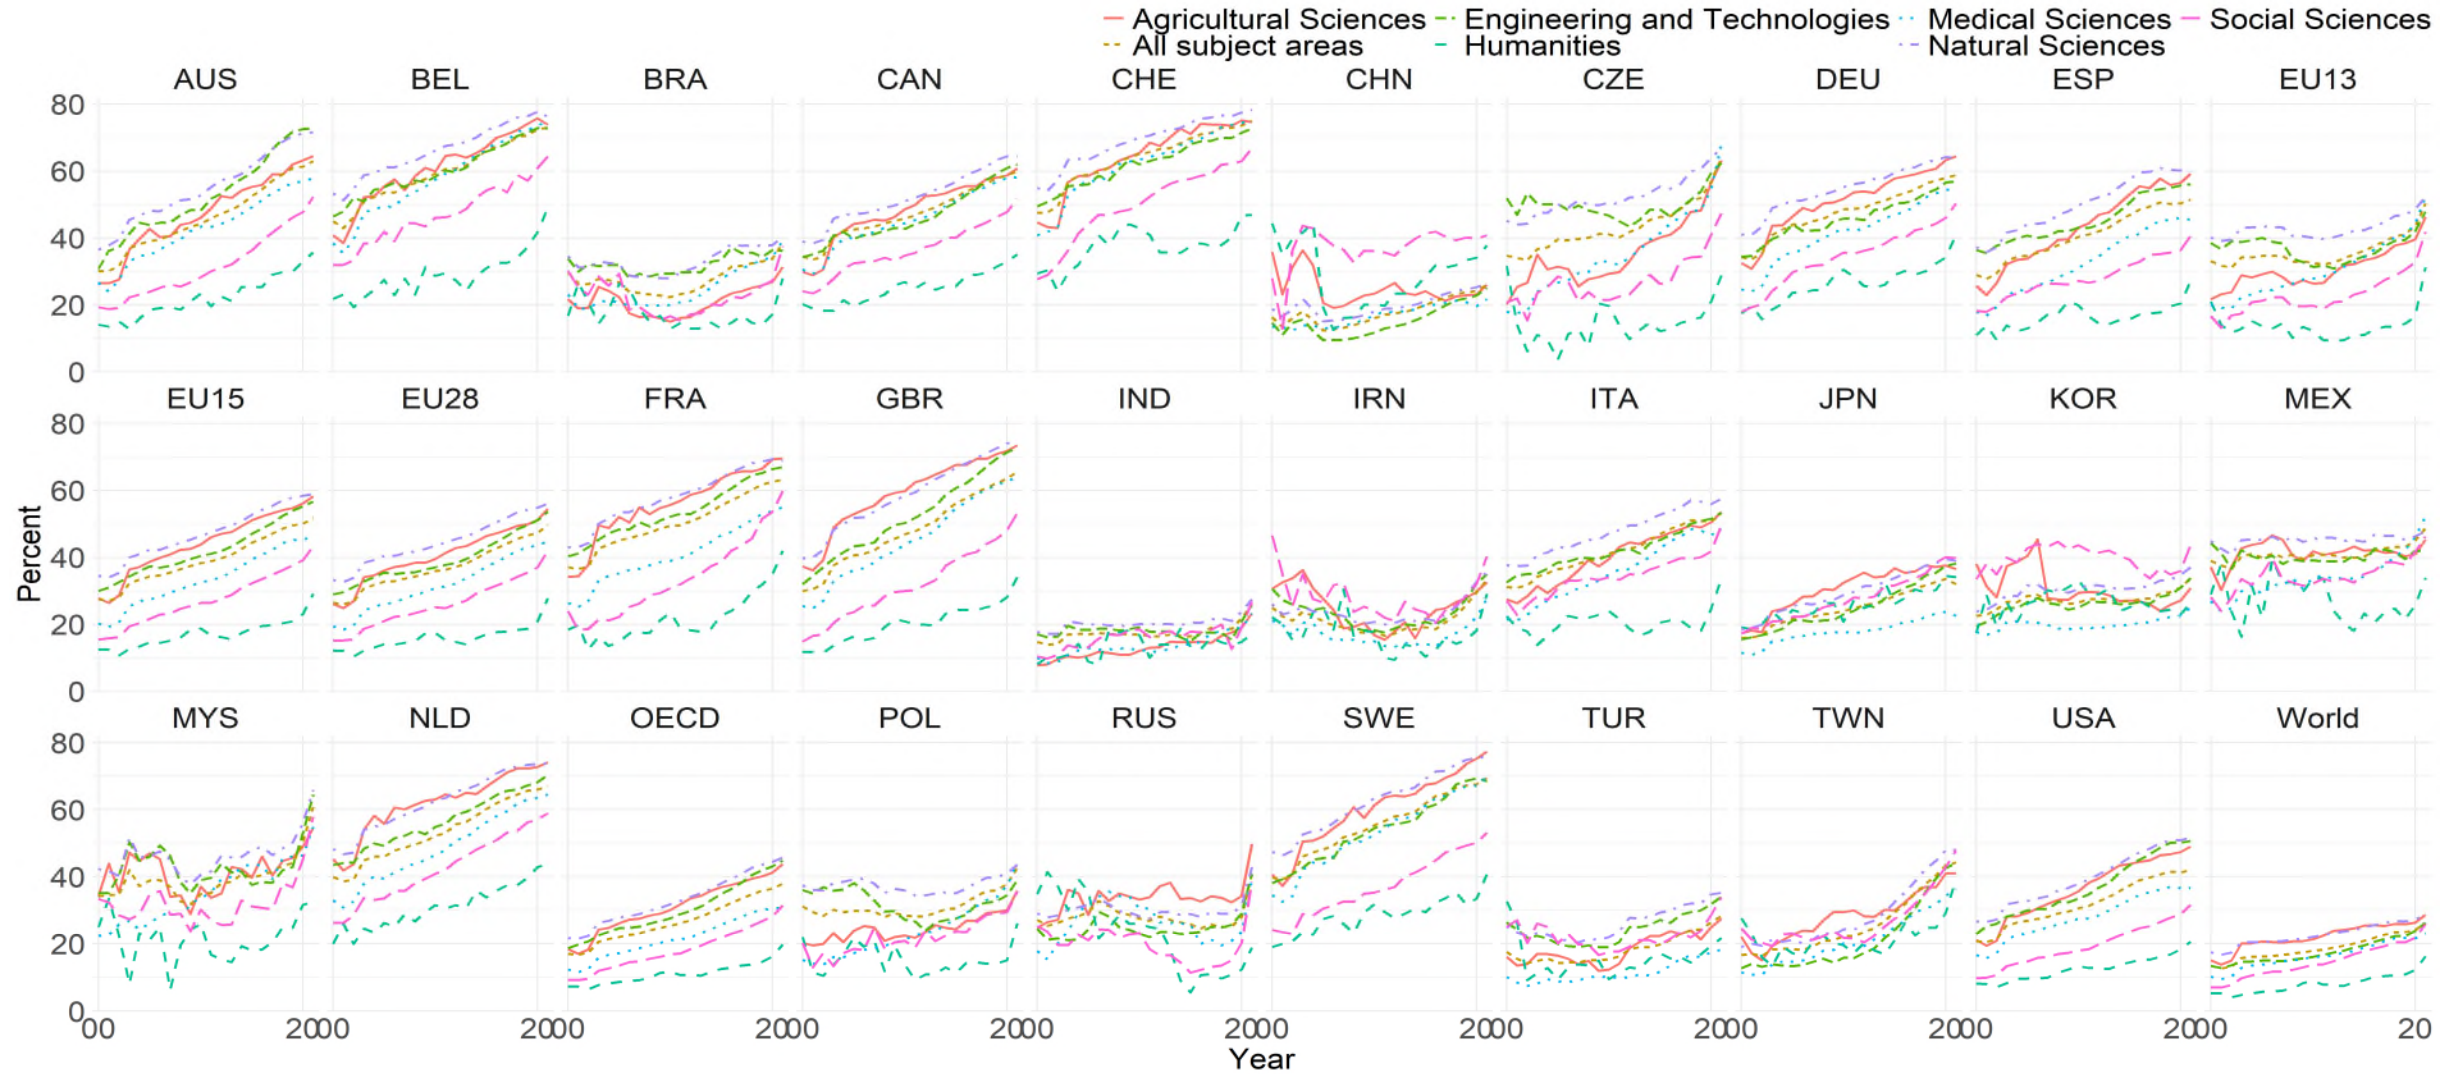 Agricultural Sciences Engineering and Technologies Medical Sciences Social Sciences
All subject areas Humanities Natural Sciences
AUS BEL BRA CAN CHE CHN CZE DEU ESP EU13
80
60
40
20
0
EU15 EU28 FRA GBR IND IRN ITA JPN KOR MEX
80
60
40
20
0
Percent
MYS NLD OECD POL RUS SWE TUR TWN USA World
80
60
40
20
0
00 2000 2000 2000 2000 2000 2000 2000 2000 2000 20
Year